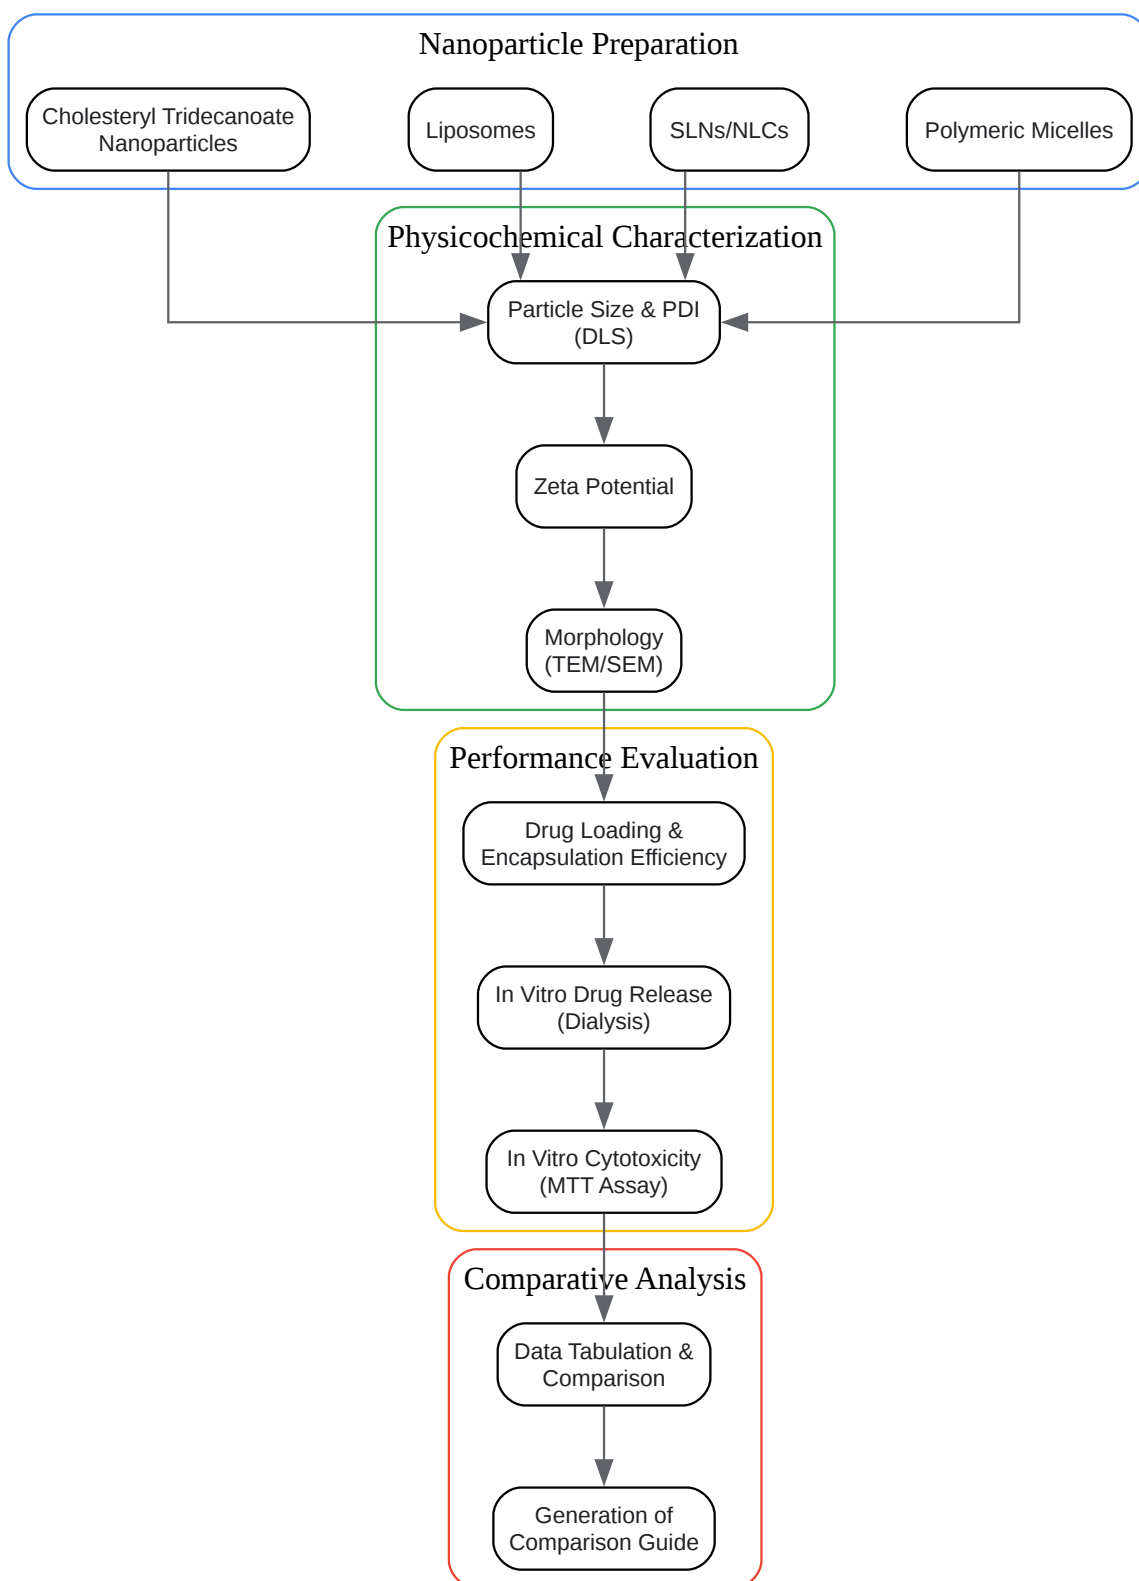 Nanoparticle Preparation
Cholesteryl Tridecanoate
Nanoparticles
Liposomes
SLNs/NLCs
Polymeric Micelles
Physicochemical Characterization
Particle Size & PDI
(DLS)
Zeta Potential
Morphology
(TEM/SEM)
Performance Evaluation
Drug Loading &
Encapsulation Efficiency
In Vitro Drug Release
(Dialysis)
In Vitro Cytotoxicity
(MTT Assay)
Comparative Analysis
Data Tabulation &
Comparison
Generation of
Comparison Guide